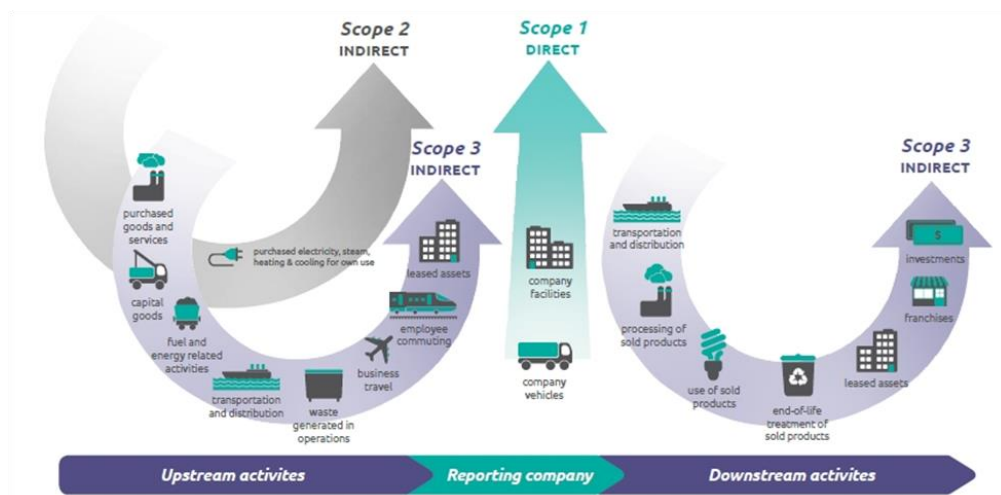 Scope 2
INDIRECT
Scope 1
DIRECT
Scope 3
INDIRECT
Scope 3
INDIRECT
purchased
goods and
services
purchased electricity, steam,
heating & cooling for own use
capital
goods
fuel and
energy related
activities
transportation
and distribution
waste
generated in
operations
business
travel
employee
commuting
leased assets
company
facilities
company
vehicles
transportation
and distribution
processing of
sold products
use of sold
products
end-of-life
treatment of
sold products
leased assets
franchises
$
investments
Upstream activites
Reporting company
Downstream activites